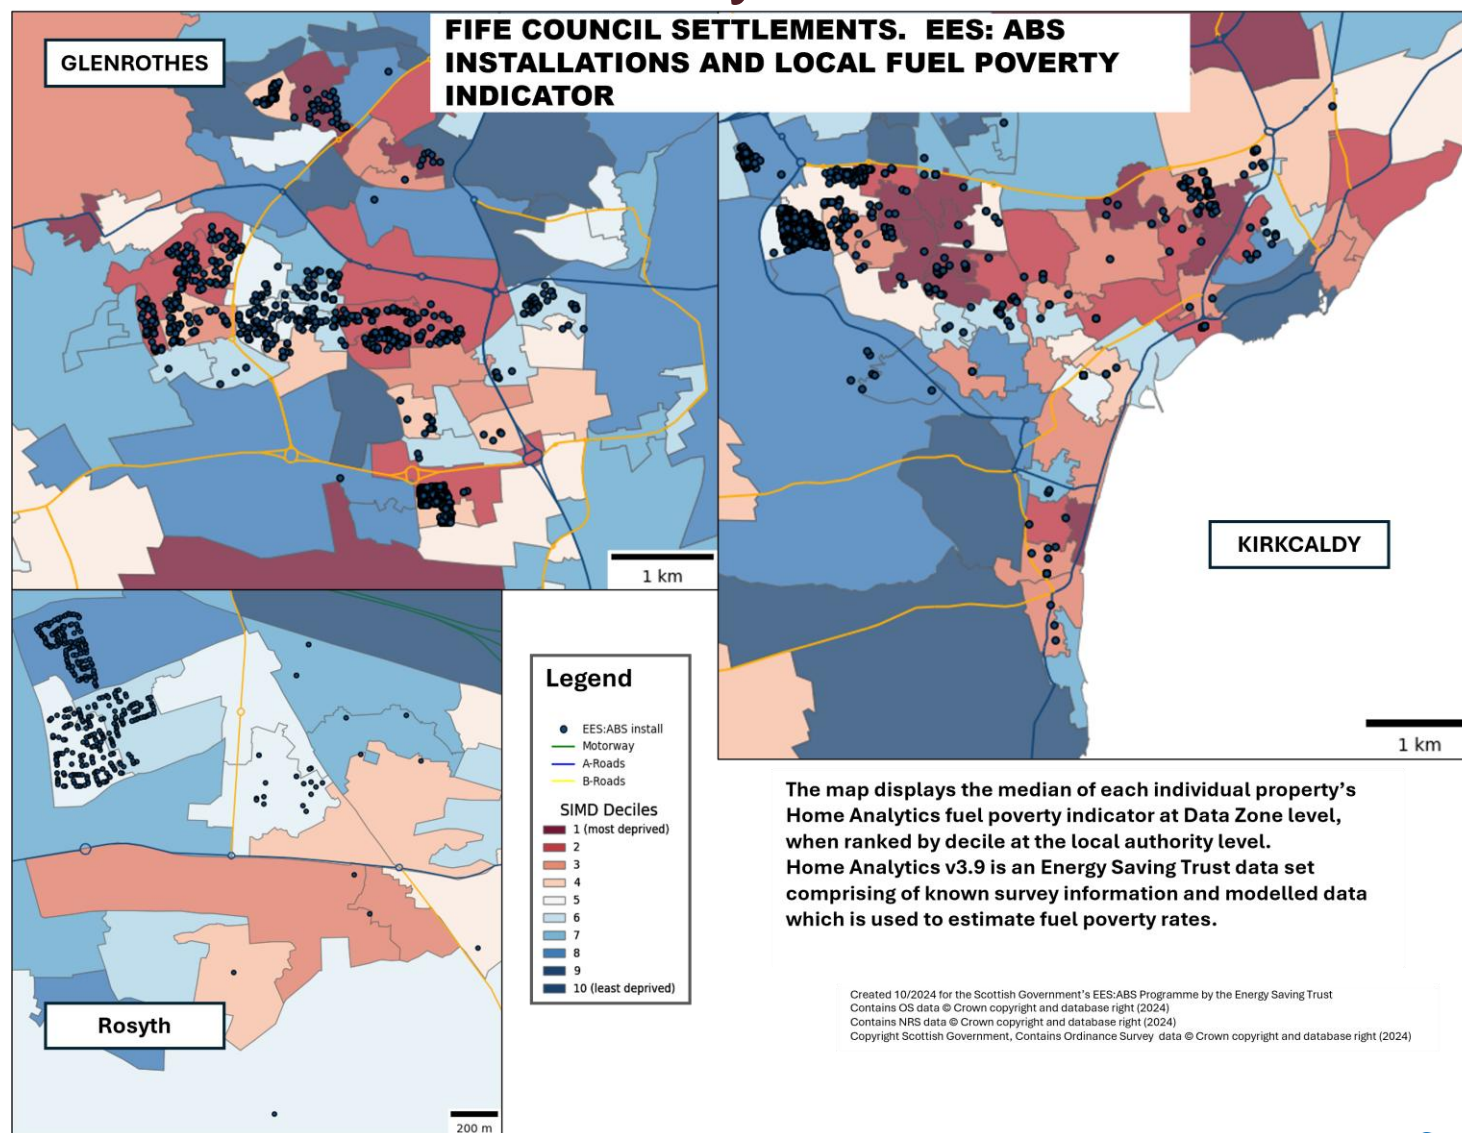 FIFE COUNCIL SETTLEMENTS. EES: ABS
INSTALLATIONS AND LOCAL FUEL POVERTY
INDICATOR
GLENROTHES
1 km
KIRKCALDY
1 km
Rosyth
200 m
Legend
EES:ABS install
Motorway
A-Roads
B-Roads
SIMD Deciles
1 (most deprived)
2
3
4
5
6
7
8
9
10 (least deprived)
The map displays the median of each individual property’s
Home Analytics fuel poverty indicator at Data Zone level,
when ranked by decile at the local authority level.
Home Analytics v3.9 is an Energy Saving Trust data set
comprising of known survey information and modelled data
which is used to estimate fuel poverty rates.
Created 10/2024 for the Scottish Government’s EES:ABS Programme by the Energy Saving Trust
Contains OS data © Crown copyright and database right (2024)
Contains NRS data © Crown copyright and database right (2024)
Copyright Scottish Government, Contains Ordinance Survey data © Crown copyright and database right (2024)